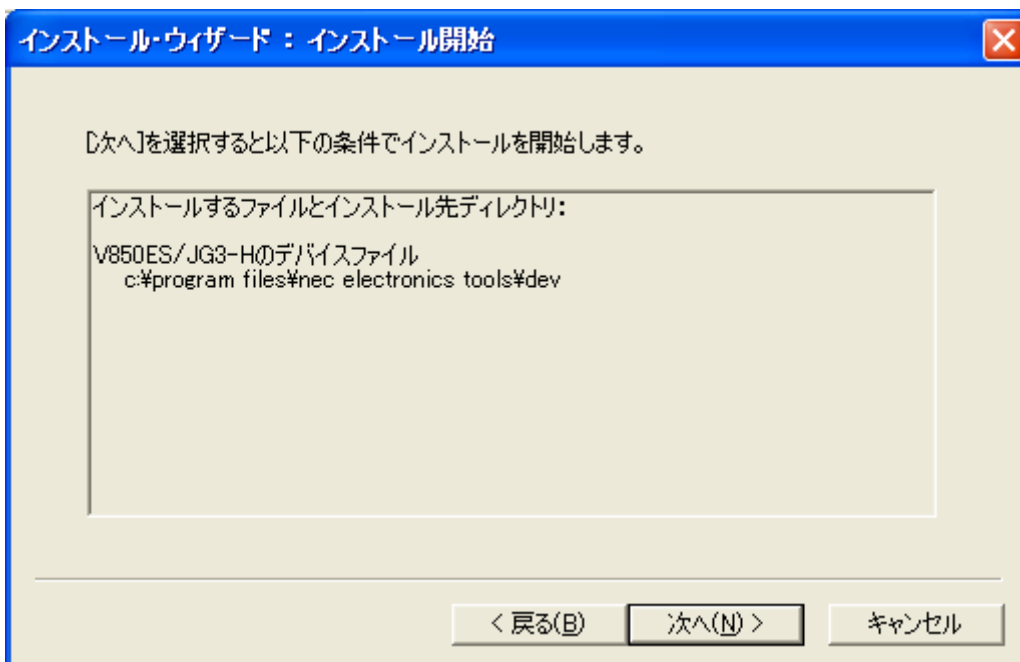 インストール・ウィザード : インストール開始
[次へ]を選択すると以下の条件でインストールを開始します。
インストールするファイルとインストール先ディレクトリ:
V850ES/JG3-Hのデバイスファイル
c:¥program files¥nec electronics tools¥dev
< 戻る(B)
次へ(N) >
キャンセル